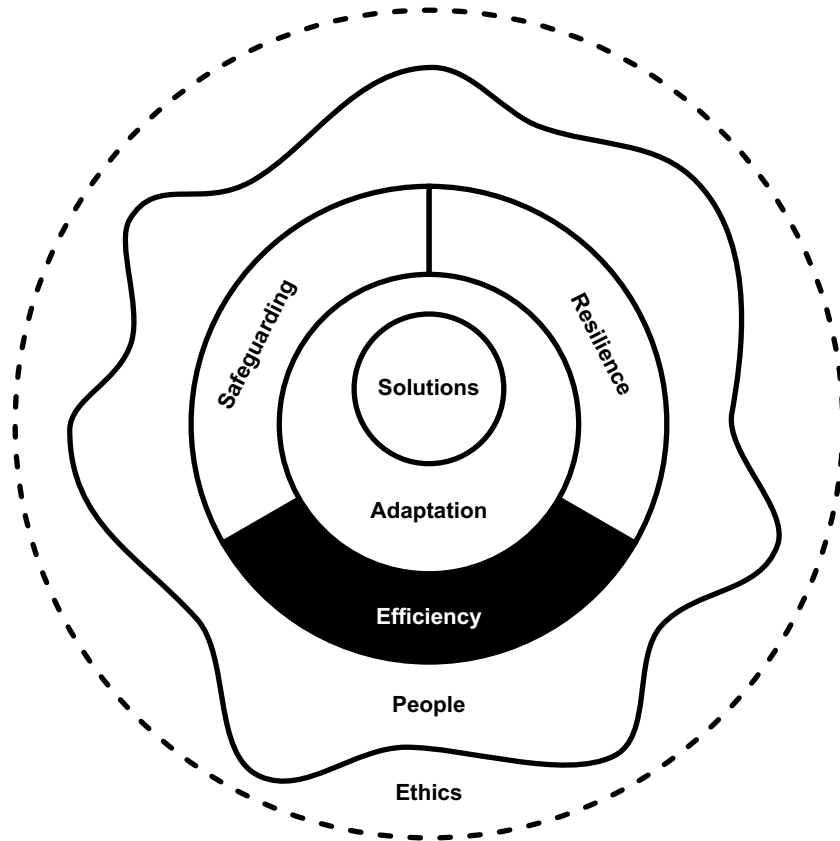 Safeguarding
Resilience
Solutions
Adaptation
Efficiency
People
Ethics